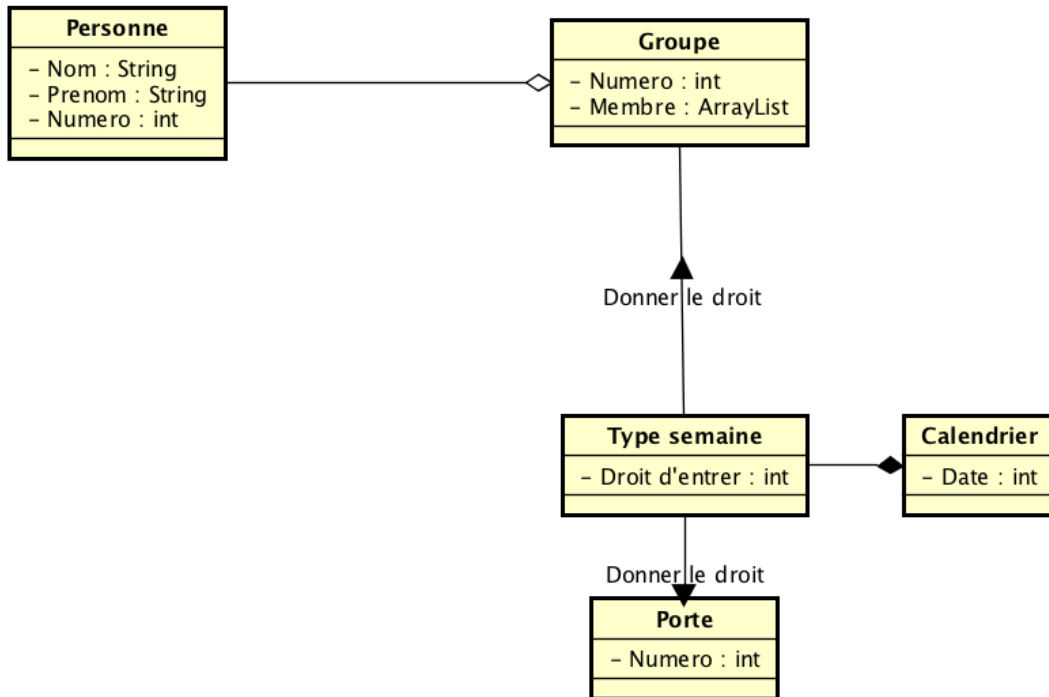 Personne
– Nom : String
– Prenom : String
– Numero : int
Groupe
– Numero : int
– Membre : ArrayList
Donner le droit
Type semaine
– Droit d'entrer : int
Calendrier
– Date : int
Donner le droit
Porte
– Numero : int